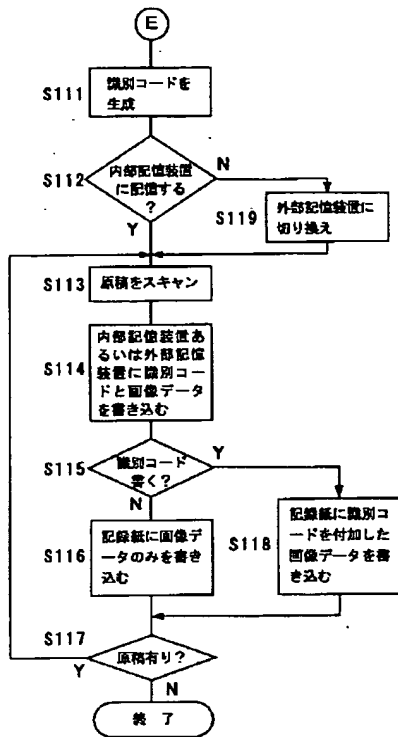 E
S111
識別コードを
生成
内部記憶装置
に記憶する
?
S112
N
Y
S119
外部記憶装置に
切り換え
S113
原稿をスキャン
S114
内部記憶装置あ
るいは外部記憶
装置に識別コード
と画像データ
を書き込む
S115
識別コード
書く?
Y
N
S116
記録紙に画像デ
ータのみを書き
込む
S118
記録紙に識別コ
ードを付加した
画像データを書
き込む
S117
原稿有り?
Y
N
終 了